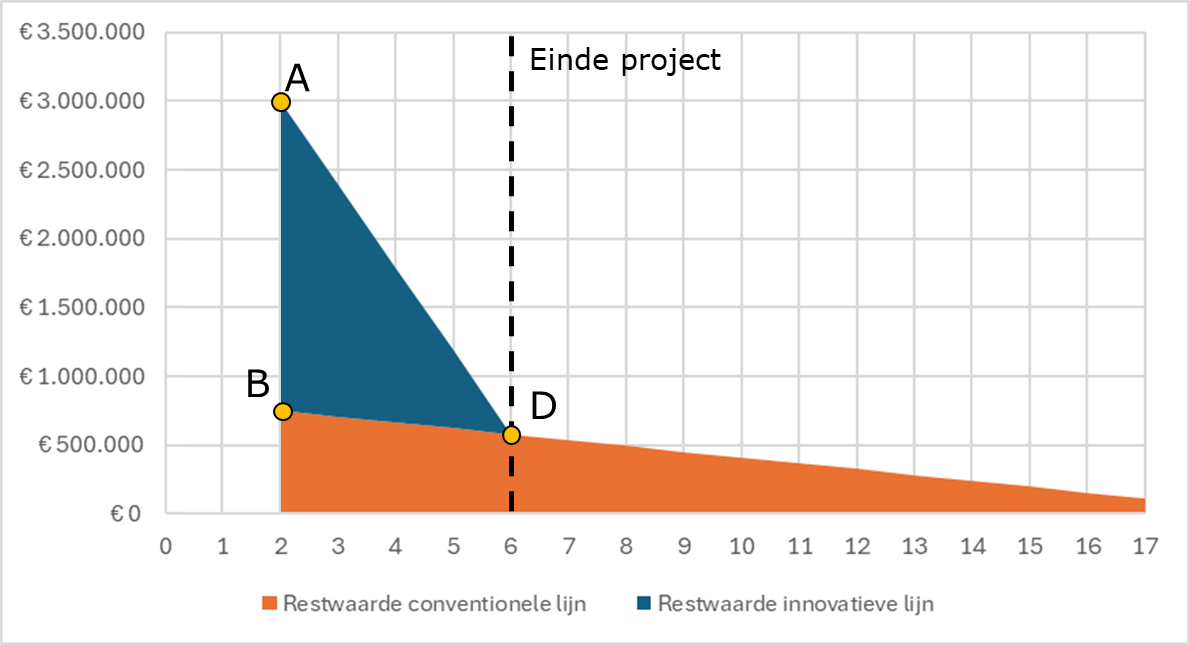 € 3.500.000
Einde project
A
€ 3.000.000
€ 2.500.000
€ 2.000.000
€ 1.500.000
€ 1.000.000
B
D
€ 500.000
€ 0
0 1 2 3 4 5 6 7 8 9 10 11 12 13 14 15 16 17
Restwaarde conventionele lijn Restwaarde innovatieve lijn